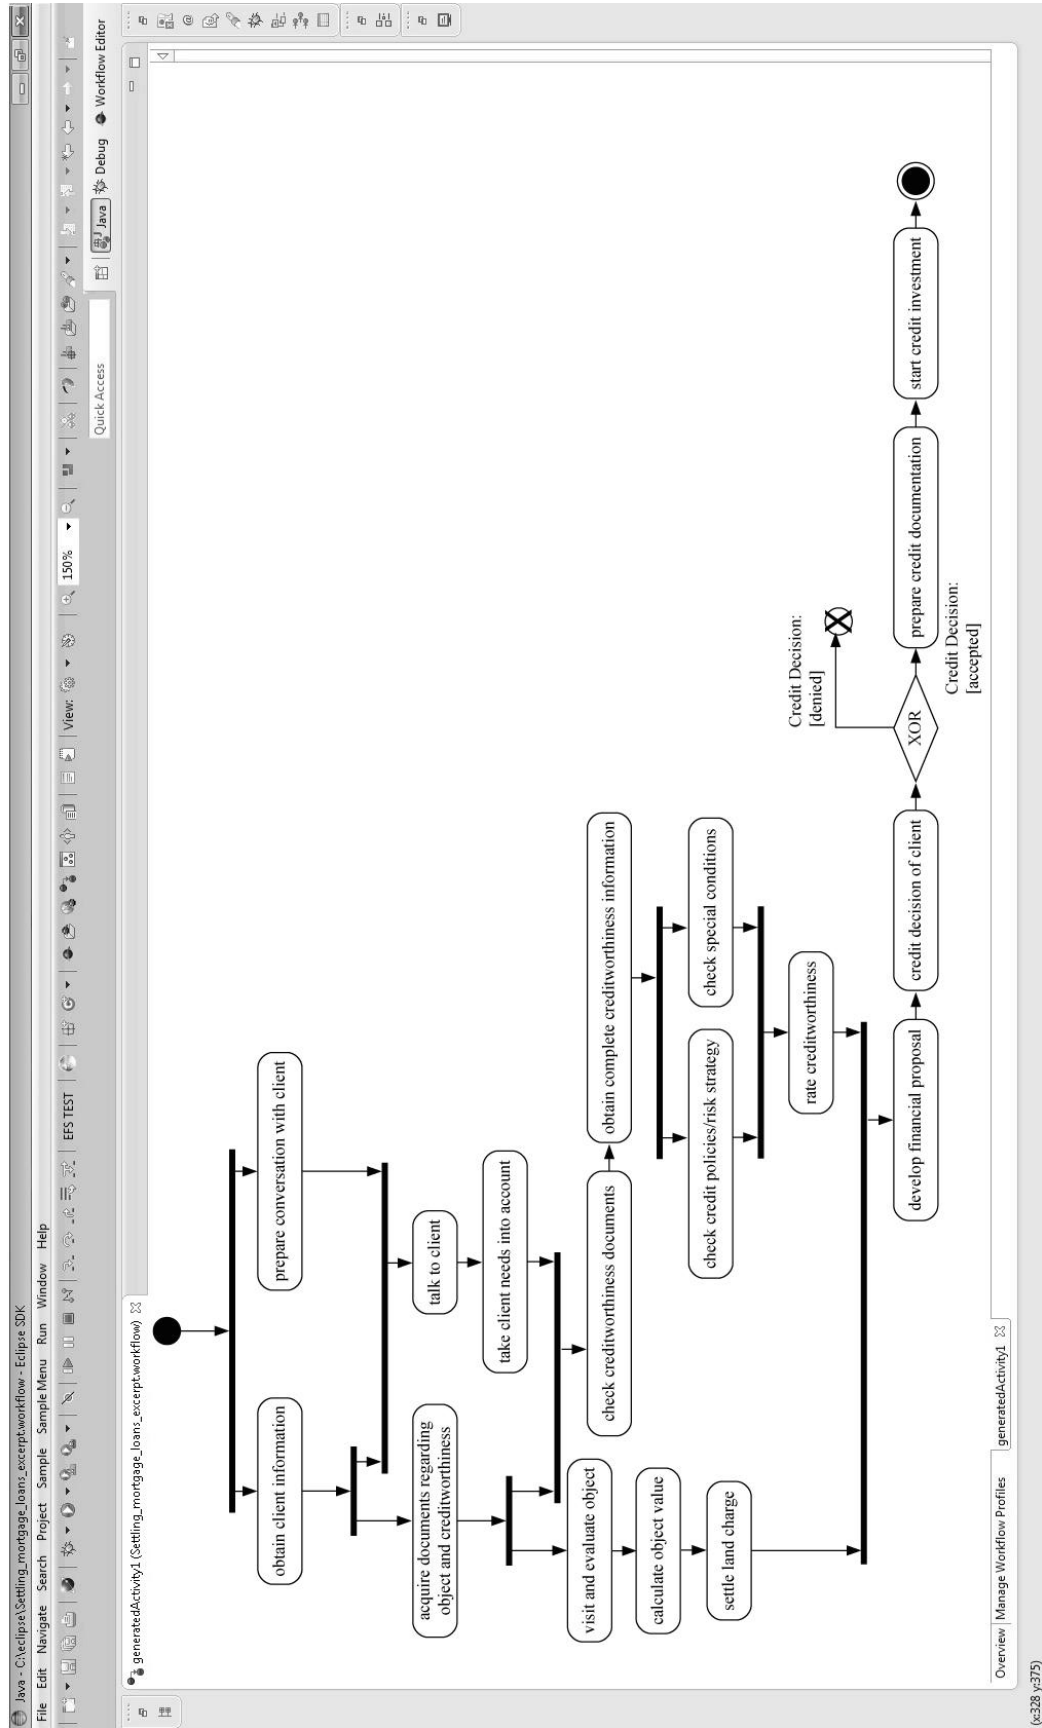 Java - C:\eclipse\Settling_mortgage_loans_excerpt.workflow - Eclipse SDK
File Edit Navigate Search Project Sample Sample Menu Run Window Help
EFS TEST
View:
150%
Quick Access
Java
Debug
Workflow Editor
generatedActivity1 (Settling_mortgage_loans_excerpt.workflow)
obtain client information
prepare conversation with client
acquire documents regarding
object and creditworthiness
talk to client
take client needs into account
visit and evaluate object
check creditworthiness documents
obtain complete creditworthiness information
calculate object value
check credit policies/risk strategy
check special conditions
settle land charge
rate creditworthiness
Credit Decision:
[denied]
develop financial proposal
credit decision of client
XOR
prepare credit documentation
start credit investment
Credit Decision:
[accepted]
Overview
Manage Workflow Profiles
generatedActivity1
(x:328 y:375)